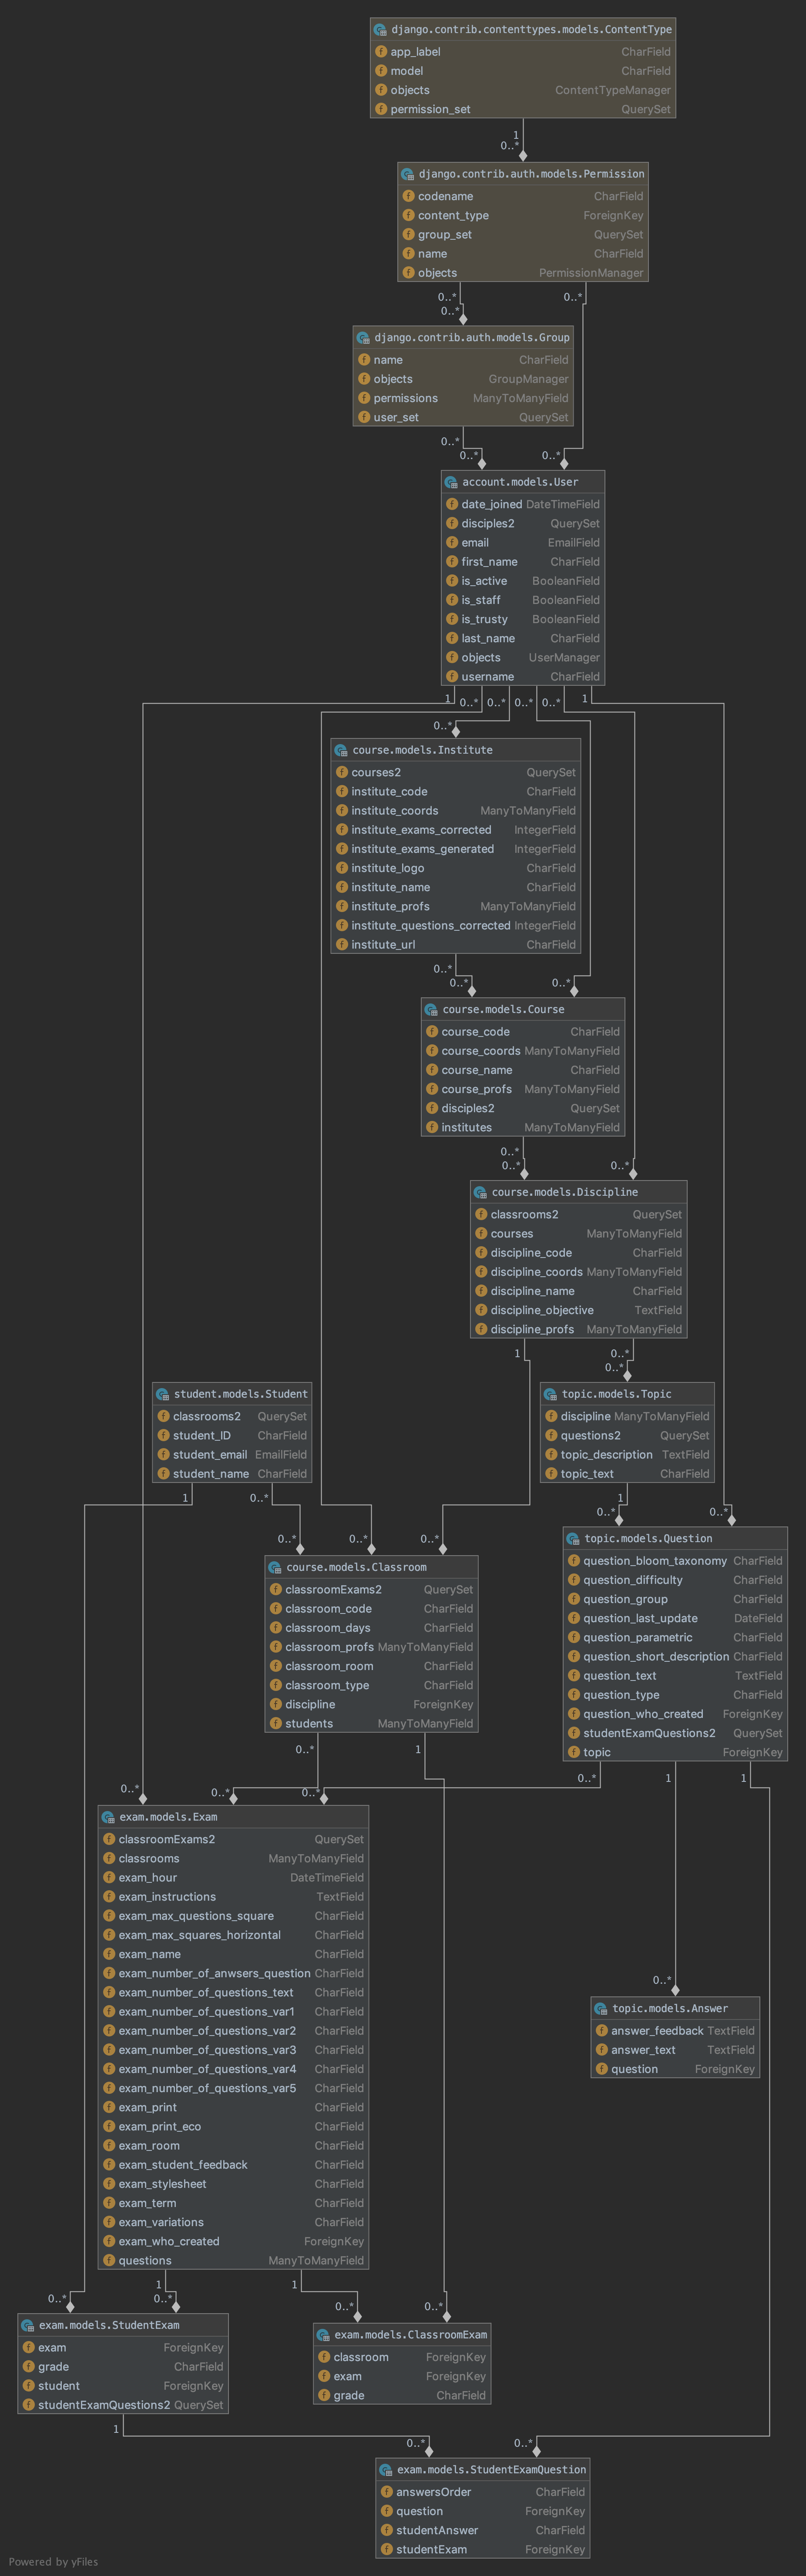 django.contrib.contenttypes.models.ContentType
app_label CharField
model CharField
objects ContentTypeManager
permission_set QuerySet
1
0..*
django.contrib.auth.models.Permission
codename CharField
content_type ForeignKey
group_set QuerySet
name CharField
objects PermissionManager
0..* 0..*
0..*
django.contrib.auth.models.Group
name CharField
objects GroupManager
permissions ManyToManyField
user_set QuerySet
0..*
0..* 0..*
account.models.User
date_joined DateTimeField
disciples2 QuerySet
email EmailField
first_name CharField
is_active BooleanField
is_staff BooleanField
is_trusty BooleanField
last_name CharField
objects UserManager
username CharField
1 0..* 0..* 0..* 0..* 1
0..*
course.models.Institute
courses2 QuerySet
institute_code CharField
institute_coords ManyToManyField
institute_exams_corrected IntegerField
institute_exams_generated IntegerField
institute_logo CharField
institute_name CharField
institute_profs ManyToManyField
institute_questions_corrected IntegerField
institute_url CharField
0..*
0..* 0..*
course.models.Course
course_code CharField
course_coords ManyToManyField
course_name CharField
course_profs ManyToManyField
disciples2 QuerySet
institutes ManyToManyField
0..*
0..* 0..*
course.models.Discipline
classrooms2 QuerySet
courses ManyToManyField
discipline_code CharField
discipline_coords ManyToManyField
discipline_name CharField
discipline_objective TextField
discipline_profs ManyToManyField
1 0..*
0..*
student.models.Student
classrooms2 QuerySet
student_ID CharField
student_email EmailField
student_name CharField
topic.models.Topic
discipline ManyToManyField
questions2 QuerySet
topic_description TextField
topic_text CharField
1 0..* 1
0..* 0..*
0..* 0..* 0..*
topic.models.Question
question_bloom_taxonomy CharField
question_difficulty CharField
question_group CharField
question_last_update DateField
question_parametric CharField
question_short_description CharField
question_text TextField
question_type CharField
question_who_created ForeignKey
studentExamQuestions2 QuerySet
topic ForeignKey
course.models.Classroom
classroomExams2 QuerySet
classroom_code CharField
classroom_days CharField
classroom_profs ManyToManyField
classroom_room CharField
classroom_type CharField
discipline ForeignKey
students ManyToManyField
0..* 1
0..* 1 1
0..* 0..* 0..*
exam.models.Exam
classroomExams2 QuerySet
classrooms ManyToManyField
exam_hour DateTimeField
exam_instructions TextField
exam_max_questions_square CharField
exam_max_squares_horizontal CharField
exam_name CharField
exam_number_of_anwsers_question CharField
exam_number_of_questions_text CharField
exam_number_of_questions_var1 CharField
exam_number_of_questions_var2 CharField
exam_number_of_questions_var3 CharField
exam_number_of_questions_var4 CharField
exam_number_of_questions_var5 CharField
exam_print CharField
exam_print_eco CharField
exam_room CharField
exam_student_feedback CharField
exam_stylesheet CharField
exam_term CharField
exam_variations CharField
exam_who_created ForeignKey
questions ManyToManyField
0..*
topic.models.Answer
answer_feedback TextField
answer_text TextField
question ForeignKey
1 1
0..* 0..* 0..* 0..*
exam.models.StudentExam
exam ForeignKey
grade CharField
student ForeignKey
studentExamQuestions2 QuerySet
exam.models.ClassroomExam
classroom ForeignKey
exam ForeignKey
grade CharField
1
0..* 0..*
exam.models.StudentExamQuestion
answersOrder CharField
question ForeignKey
studentAnswer CharField
studentExam ForeignKey
Powered by yFiles